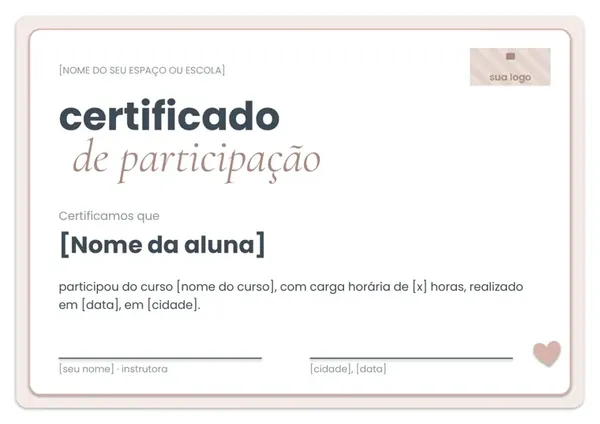 [NOME DO SEU ESPAÇO OU ESCOLA]
sua logo
certificado
de participação
Certificamos que
[Nome da aluna]
participou do curso [nome do curso], com carga horária de [x] horas, realizado
em [data], em [cidade].
[seu nome] · instrutora
[cidade], [data]